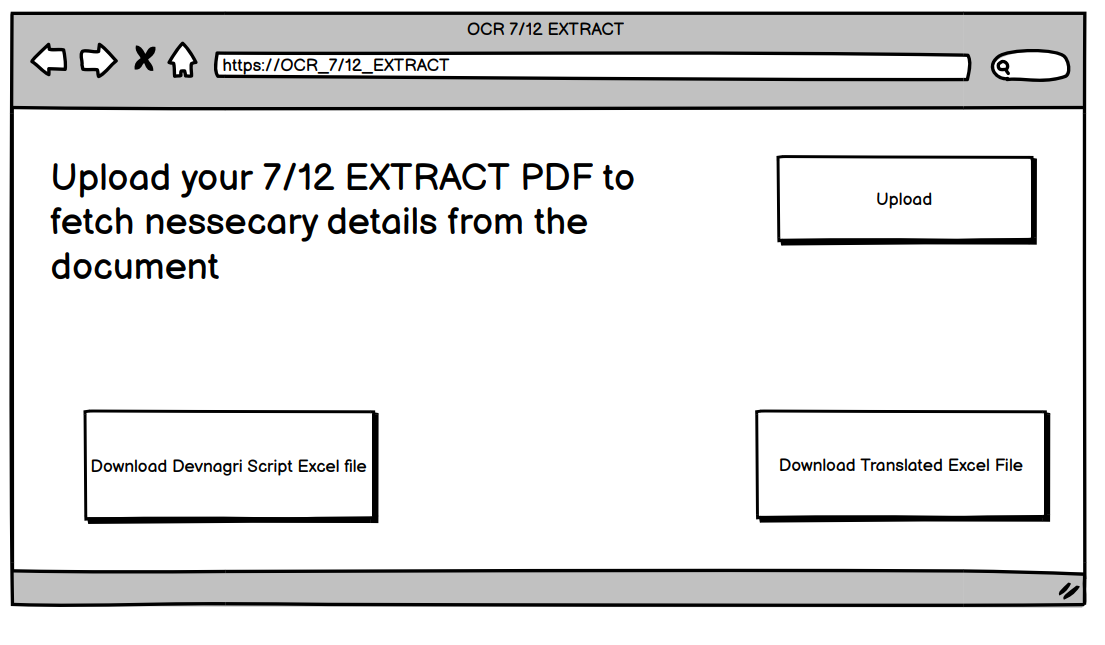 OCR 7/12 EXTRACT
https://OCR_7/12_EXTRACT
Upload your 7/12 EXTRACT PDF to
fetch nessecary details from the
document
Upload
Download Devnagri Script Excel file
Download Translated Excel File